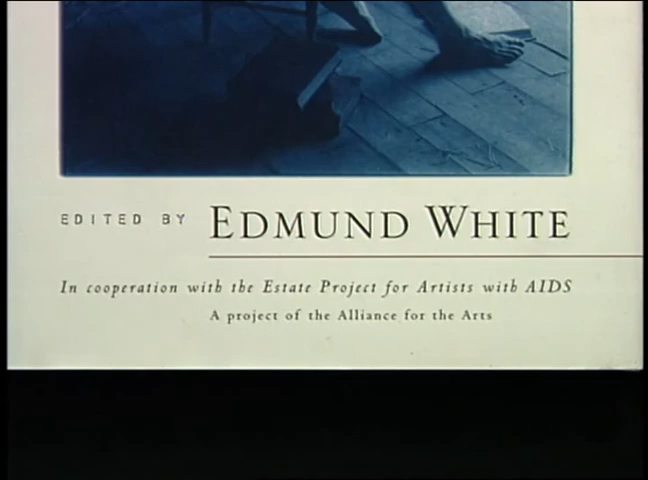 EDITED BY EDMUND WHITE
In cooperation with the Estate Project for Artists with AIDS
A project of the Alliance for the Arts